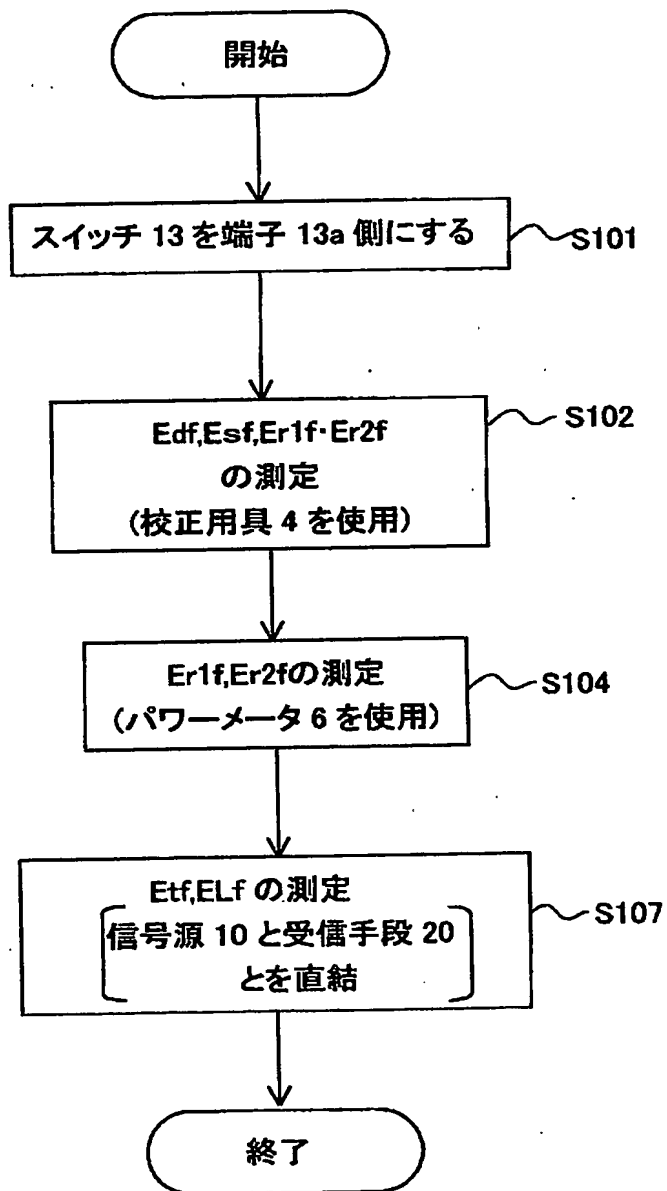 開始
スイッチ 13 を端子 13a 側にする
S101
Edf,Esf,Er1f・Er2f
の測定
(校正用具 4 を使用)
S102
Er1f,Er2fの測定
(パワーメータ 6 を使用)
S104
Etf,ELf の測定
信号源 10 と受信手段 20
とを直結
S107
終了